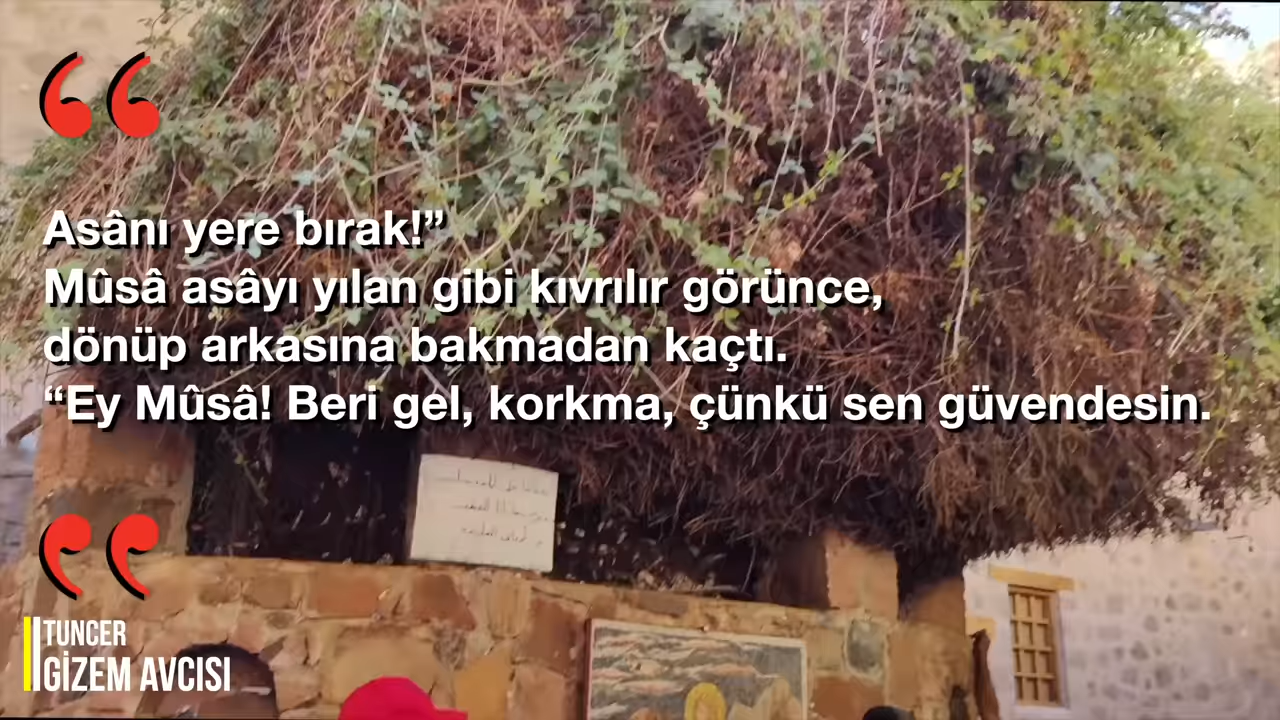 Asânı yere bırak!”
Mûsâ asâyı yılan gibi kıvrılır görünce,
dönüp arkasına bakmadan kaçtı.
“Ey Mûsâ! Beri gel, korkma, çünkü sen güvendesin.
TUNCER
GİZEM AVCISI